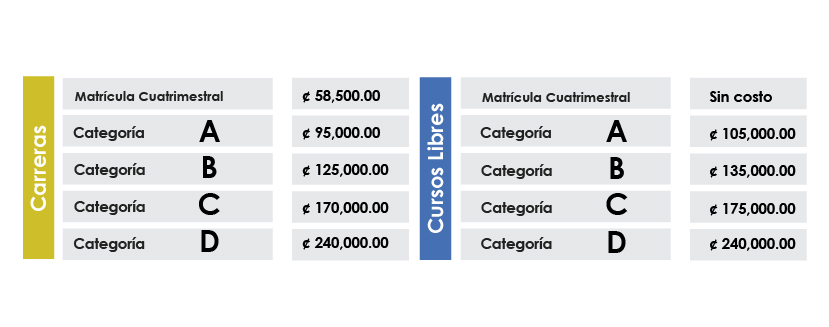 Carreras
Matrícula Cuatrimestral ¢ 58,500.00
Categoría A ¢ 95,000.00
Categoría B ¢ 125,000.00
Categoría C ¢ 170,000.00
Categoría D ¢ 240,000.00
Cursos Libres
Matrícula Cuatrimestral Sin costo
Categoría A ¢ 105,000.00
Categoría B ¢ 135,000.00
Categoría C ¢ 175,000.00
Categoría D ¢ 240,000.00